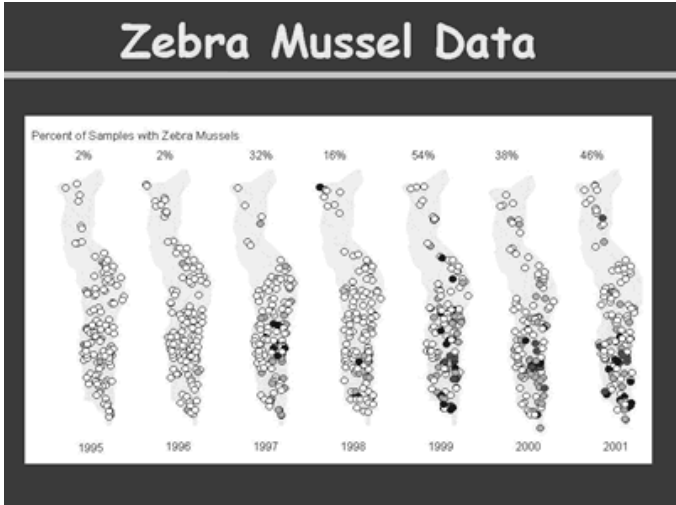 Zebra Mussel Data
Percent of Samples with Zebra Mussels
2% 2% 32% 16% 54% 38% 46%
1995 1996 1997 1998 1999 2000 2001